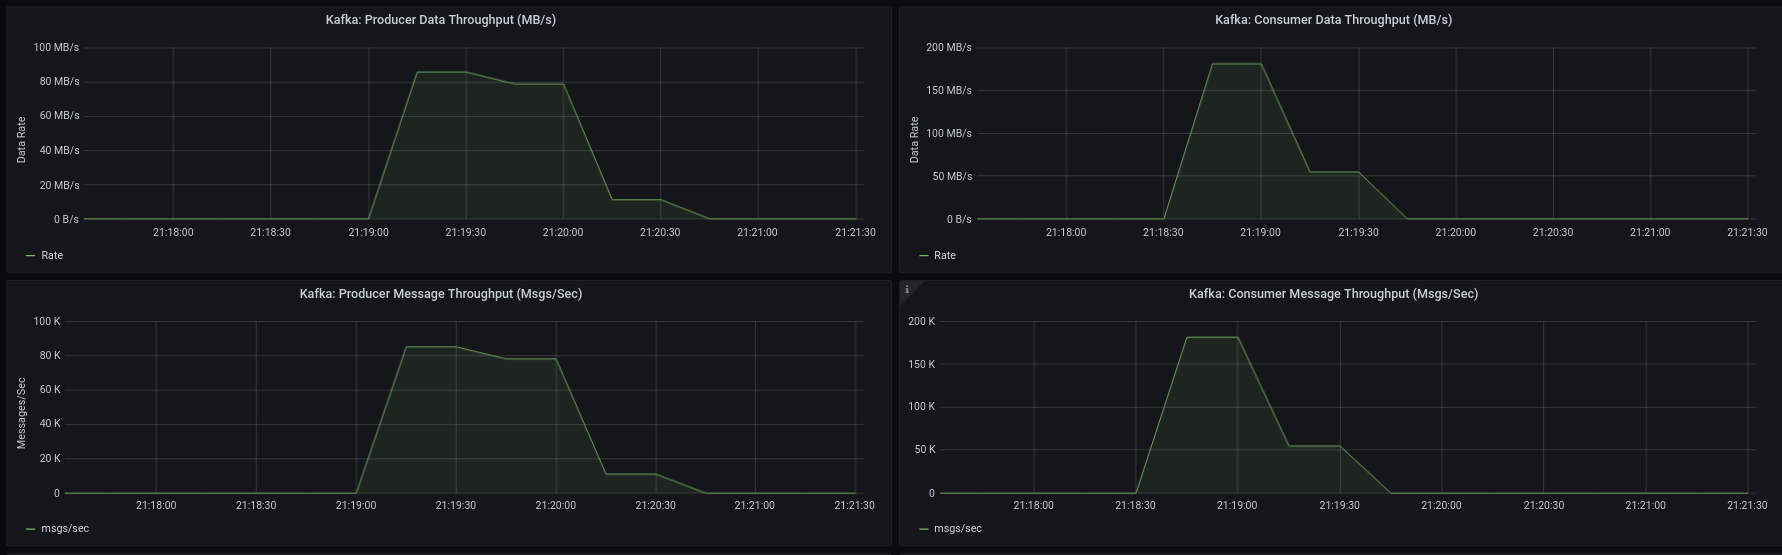 Kafka: Producer Data Throughput (MB/s)
100 MB/s
80 MB/s
60 MB/s
40 MB/s
20 MB/s
0 B/s
Data Rate
21:18:00 21:18:30 21:19:00 21:19:30 21:20:00 21:20:30 21:21:00 21:21:30
Rate
Kafka: Consumer Data Throughput (MB/s)
200 MB/s
150 MB/s
100 MB/s
50 MB/s
0 B/s
Data Rate
21:18:00 21:18:30 21:19:00 21:19:30 21:20:00 21:20:30 21:21:00 21:21:30
Rate
Kafka: Producer Message Throughput (Msgs/Sec)
100 K
80 K
60 K
40 K
20 K
0
Messages/Sec
21:18:00 21:18:30 21:19:00 21:19:30 21:20:00 21:20:30 21:21:00 21:21:30
msgs/sec
i
Kafka: Consumer Message Throughput (Msgs/Sec)
200 K
150 K
100 K
50 K
0
21:18:00 21:18:30 21:19:00 21:19:30 21:20:00 21:20:30 21:21:00 21:21:30
msgs/sec